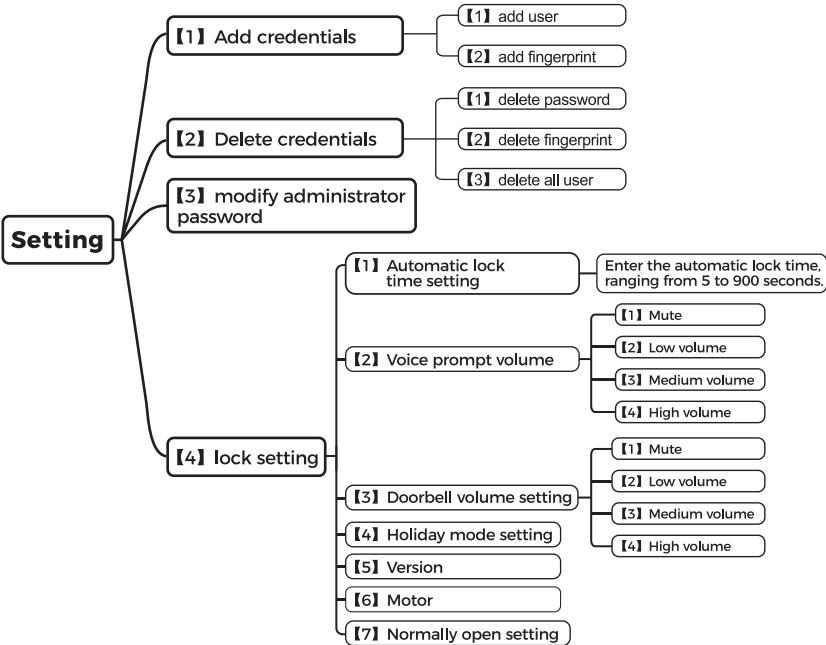 Setting
【1】Add credentials
【1】add user
【2】add fingerprint
【2】Delete credentials
【1】delete password
【2】delete fingerprint
【3】delete all user
【3】modify administrator
password
【4】lock setting
【1】Automatic lock
time setting
Enter the automatic lock time,
ranging from 5 to 900 seconds.
【2】Voice prompt volume
【1】Mute
【2】Low volume
【3】Medium volume
【4】High volume
【3】Doorbell volume setting
【1】Mute
【2】Low volume
【3】Medium volume
【4】High volume
【4】Holiday mode setting
【5】Version
【6】Motor
【7】Normally open setting